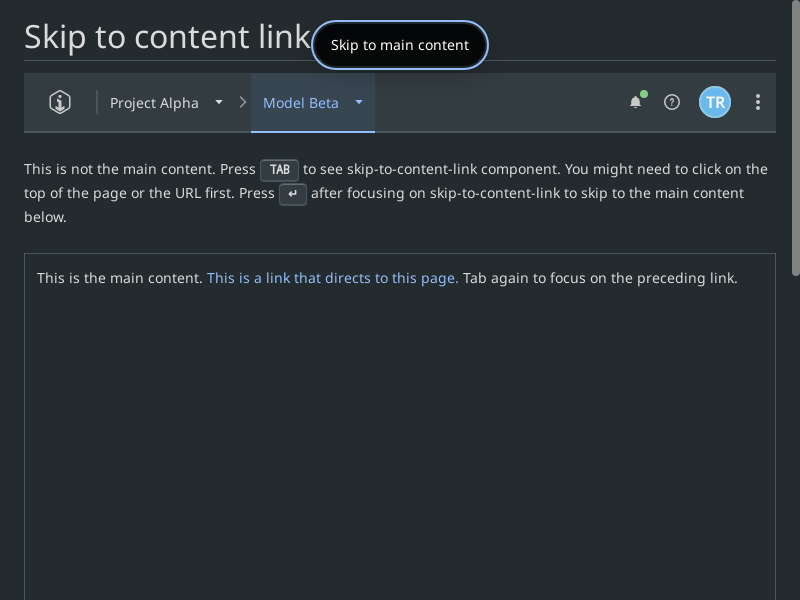 Skip to content link
Skip to main content
Project Alpha
Model Beta
TR
This is not the main content. Press TAB to see skip-to-content-link component. You might need to click on the
top of the page or the URL first. Press ↵ after focusing on skip-to-content-link to skip to the main content
below.
This is the main content. This is a link that directs to this page. Tab again to focus on the preceding link.